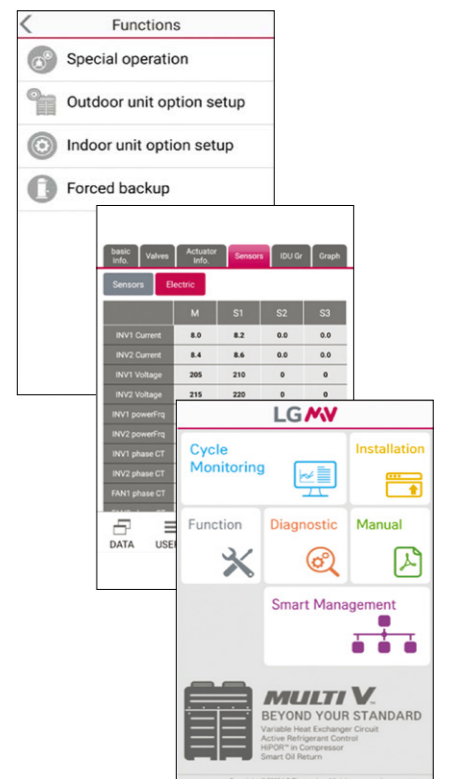 Functions
Special operation
Outdoor unit option setup
Indoor unit option setup
Forced backup
basic Info. Valves Actuator Info. Sensors IDU Gr Graph
Sensors Electric
M S1 S2 S3
INV1 Current 8.0 8.2 0.0 0.0
INV2 Current 8.4 8.6 0.0 0.0
INV1 Voltage 205 210 0 0
INV2 Voltage 215 220 0 0
INV1 powerFrq
INV2 powerFrq
INV1 phase CT
INV2 phase CT
FAN1 phase CT
DATA USE
LG MV
Cycle
Monitoring
Installation
Function
Diagnostic
Manual
Smart Management
MULTI V.
BEYOND YOUR STANDARD
Variable Heat Exchanger Circuit
Active Refrigerant Control
HiPOR™ in Compressor
Smart Oil Return